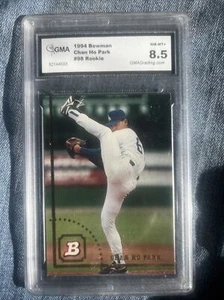 GMA
1994 Bowman
Chan Ho Park
#98 Rookie
NM-MT+
8.5
B
CHAN HO PARK